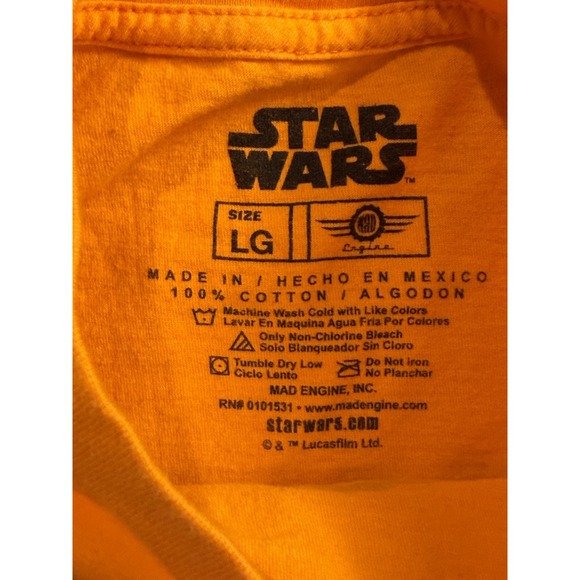 STAR
WARS™
SIZE
LG
MAD
Engine
MADE IN / HECHO EN MEXICO
100% COTTON / ALGODON
Machine Wash Cold with Like Colors
Lavar En Maquina Agua Fria Por Colores
Only Non-Chlorine Bleach
Solo Blanqueador Sin Cloro
Tumble Dry Low
Ciclo Lento
Do Not Iron
No Planchar
MAD ENGINE, INC.
RN# 0101531 • www.madengine.com
starwars.com
© & ™ Lucasfilm Ltd.